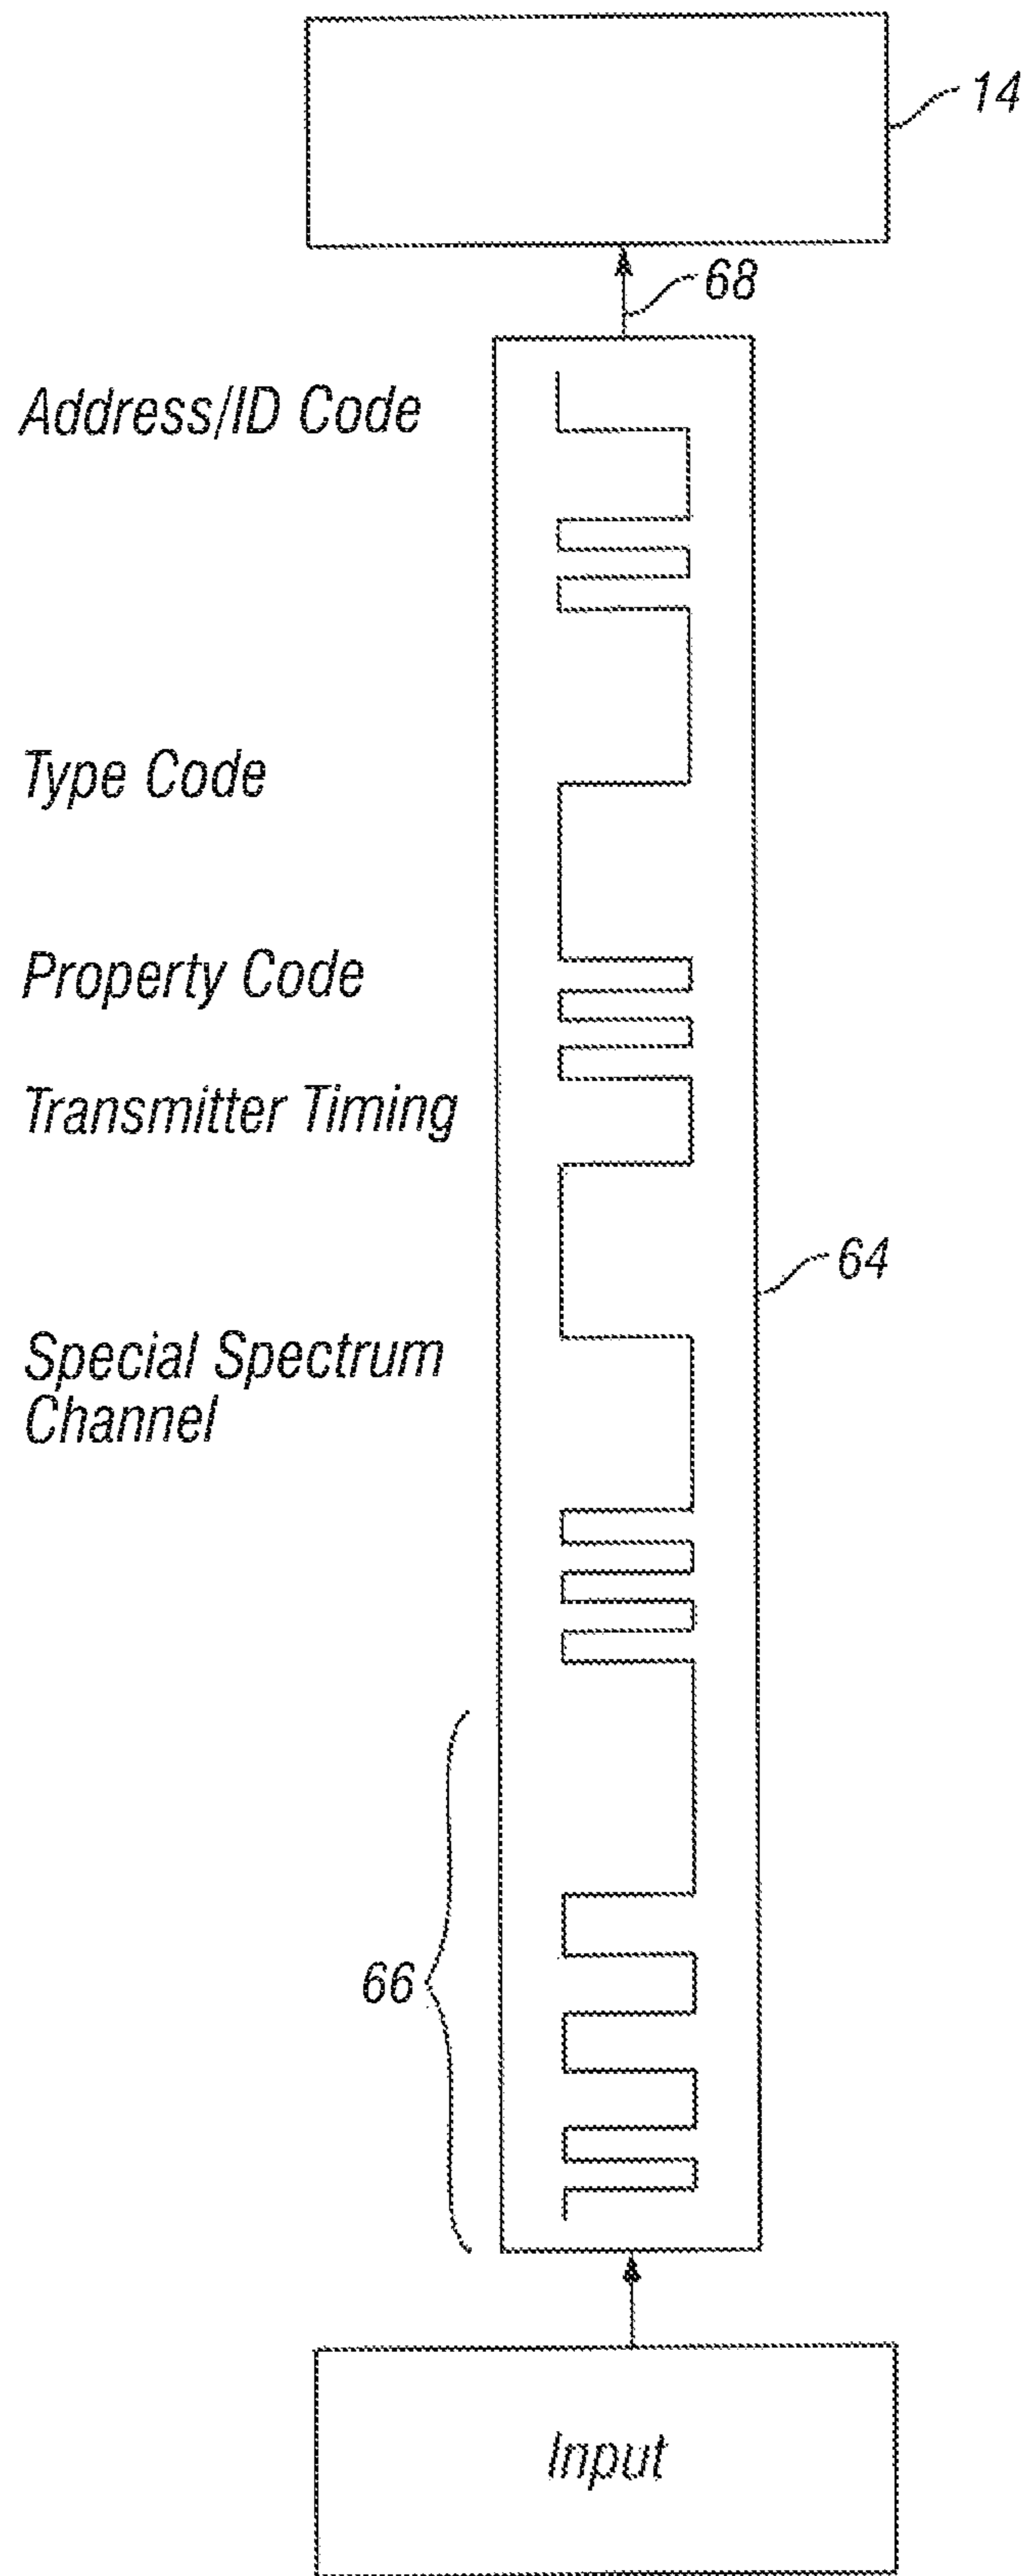 14
68
Address/ID Code
Type Code
Property Code
Transmitter Timing
64
Special Spectrum
Channel
66
Input